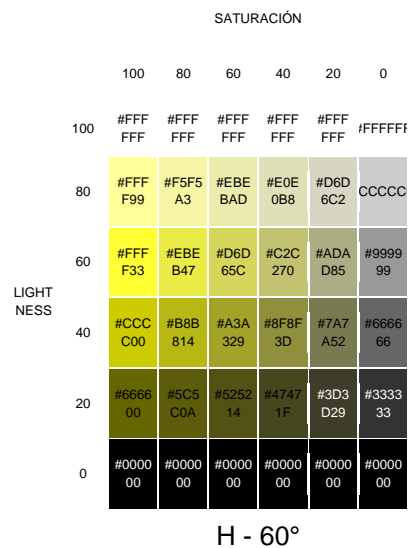 SATURACIÓN
100 80 60 40 20 0
100 #FFF #FFF #FFF #FFF #FFF #FFFFFF
FFF FFF FFF FFF FFF
80 #FFF #F5F5 #EBE #E0E #D6D CCCCCC
F99 A3 BAD 0B8 6C2
60 #FFF #EBE #D6D #C2C #ADA #9999
F33 B47 65C 270 D85 99
LIGHT
NESS
40 #CCC #B8B #A3A #8F8F #7A7 #6666
C00 814 329 3D A52 66
20 #6666 #5C5 #5252 #4747 #3D3 #3333
00 C0A 14 1F D29 33
0 #0000 #0000 #0000 #0000 #0000 #0000
00 00 00 00 00 00
H - 60°